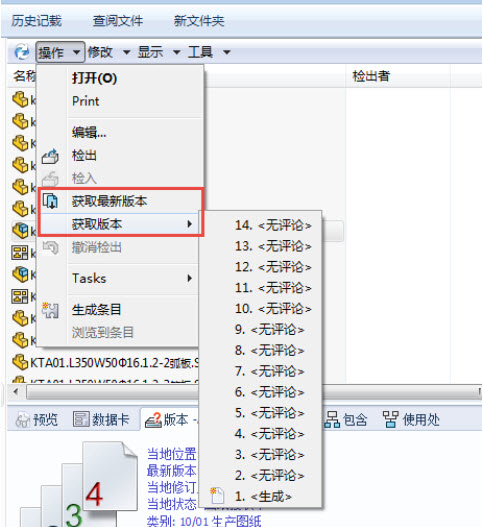 历史记载 查阅文件 新文件夹
操作 修改 显示 工具
名称 检出者
打开(O)
Print
编辑...
检出
检入
获取最新版本
获取版本
撤消检出
Tasks
生成条目
浏览到条目
14. <无评论>
13. <无评论>
12. <无评论>
11. <无评论>
10. <无评论>
9. <无评论>
8. <无评论>
7. <无评论>
6. <无评论>
5. <无评论>
4. <无评论>
3. <无评论>
2. <无评论>
1. <生成>
KTA01.L350W50Φ16.1.2-2弧板.S
预览 数据卡 版本 - 包含 使用处
当地位置
最新版本
当地修订
当地状态
类别: 10/01 生产图纸
4
3